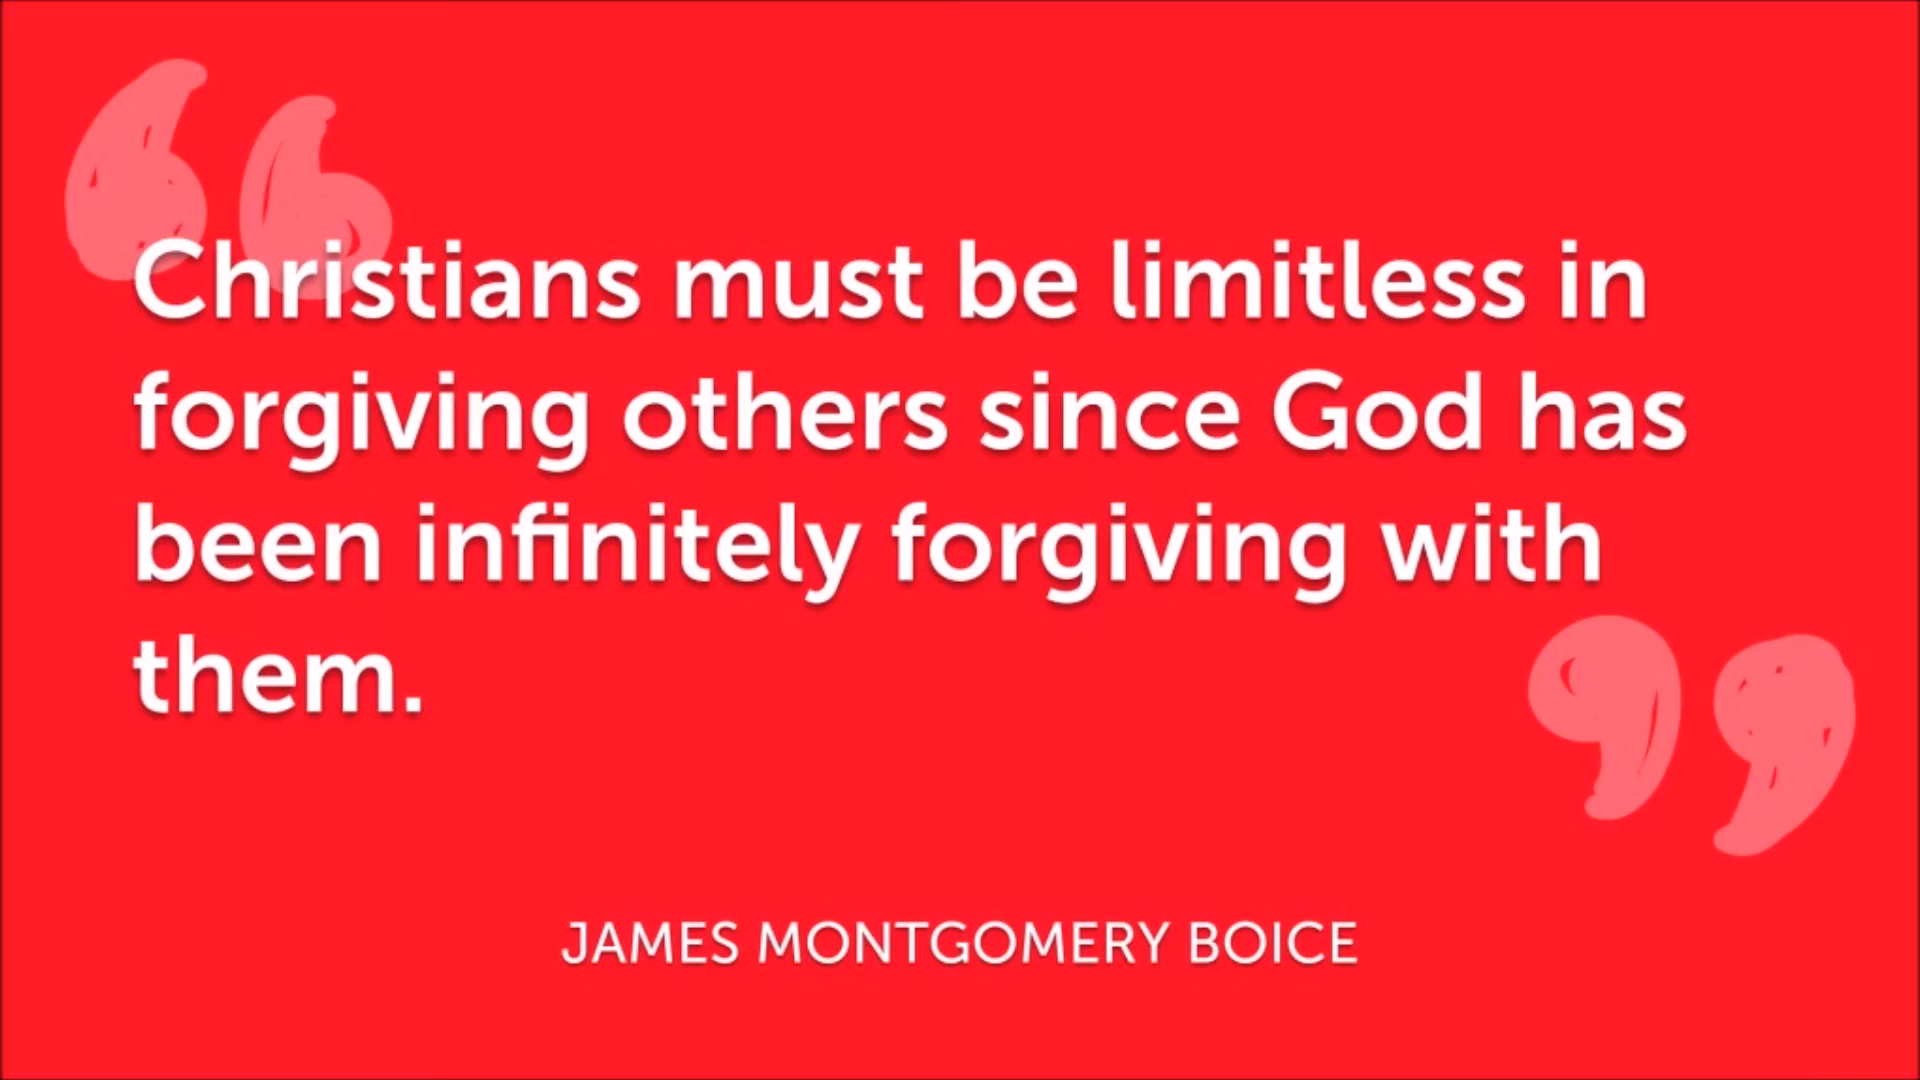 Christians must be limitless in
forgiving others since God has
been infinitely forgiving with
them.
JAMES MONTGOMERY BOICE